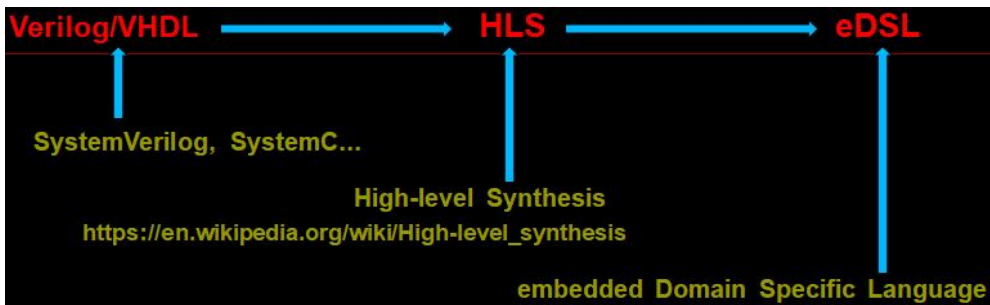 Verilog/VHDL HLS eDSL
SystemVerilog, SystemC...
High-level Synthesis
https://en.wikipedia.org/wiki/High-level_synthesis
embedded Domain Specific Language